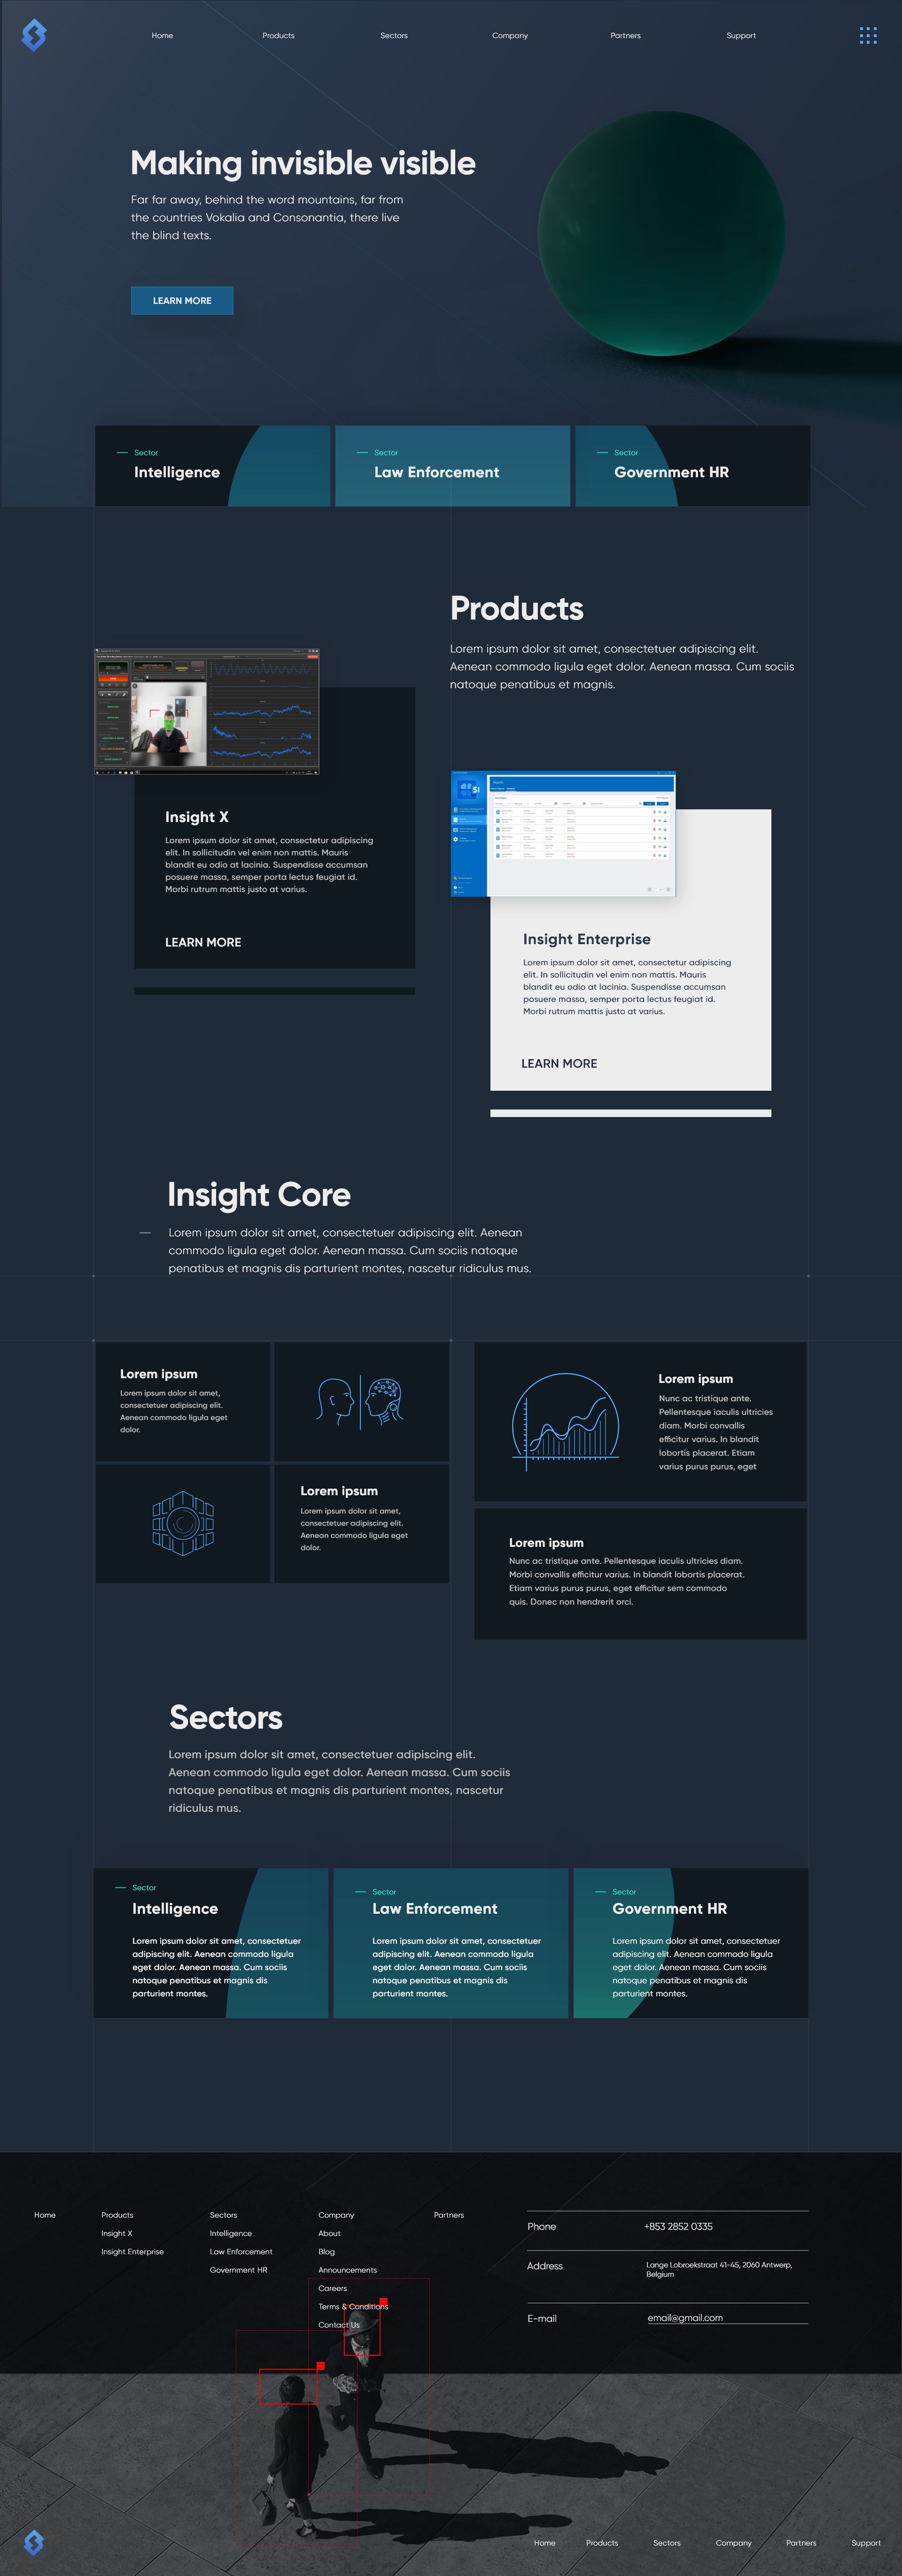 Home
Products
Sectors
Company
Partners
Support
Making invisible visible
Far far away, behind the word mountains, far from
the countries Vokalia and Consonantia, there live
the blind texts.
LEARN MORE
Sector
Intelligence
Sector
Law Enforcement
Sector
Government HR
Products
Lorem ipsum dolor sit amet, consectetuer adipiscing elit.
Aenean commodo ligula eget dolor. Aenean massa. Cum sociis
natoque penatibus et magnis.
Insight X
Lorem ipsum dolor sit amet, consectetur adipiscing
elit. In sollicitudin vel enim non mattis. Mauris
blandit eu odio at lacinia. Suspendisse accumsan
posuere massa, semper porta lectus feugiat id.
Morbi rutrum mattis justo at varius.
LEARN MORE
SI
Insight Enterprise
Lorem ipsum dolor sit amet, consectetur adipiscing
elit. In sollicitudin vel enim non mattis. Mauris
blandit eu odio at lacinia. Suspendisse accumsan
posuere massa, semper porta lectus feugiat id.
Morbi rutrum mattis justo at varius.
LEARN MORE
Insight Core
Lorem ipsum dolor sit amet, consectetuer adipiscing elit. Aenean
commodo ligula eget dolor. Aenean massa. Cum sociis natoque
penatibus et magnis dis parturient montes, nascetur ridiculus mus.
Lorem ipsum
Lorem ipsum dolor sit amet,
consectetuer adipiscing elit.
Aenean commodo ligula eget
dolor.
Lorem ipsum
Lorem ipsum dolor sit amet,
consectetuer adipiscing elit.
Aenean commodo ligula eget
dolor.
Lorem ipsum
Nunc ac tristique ante.
Pellentesque iaculis ultricies
diam. Morbi convallis
efficitur varius. In blandit
lobortis placerat. Etiam
varius purus purus, eget
Lorem ipsum
Nunc ac tristique ante. Pellentesque iaculis ultricies diam.
Morbi convallis efficitur varius. In blandit lobortis placerat.
Etiam varius purus purus, eget efficitur sem commodo
quis. Donec non hendrerit orci.
Sectors
Lorem ipsum dolor sit amet, consectetuer adipiscing elit.
Aenean commodo ligula eget dolor. Aenean massa. Cum sociis
natoque penatibus et magnis dis parturient montes, nascetur
ridiculus mus.
Sector
Intelligence
Lorem ipsum dolor sit amet, consectetuer
adipiscing elit. Aenean commodo ligula
eget dolor. Aenean massa. Cum sociis
natoque penatibus et magnis dis
parturient montes.
Sector
Law Enforcement
Lorem ipsum dolor sit amet, consectetuer
adipiscing elit. Aenean commodo ligula
eget dolor. Aenean massa. Cum sociis
natoque penatibus et magnis dis
parturient montes.
Sector
Government HR
Lorem ipsum dolor sit amet, consectetuer
adipiscing elit. Aenean commodo ligula
eget dolor. Aenean massa. Cum sociis
natoque penatibus et magnis dis
parturient montes.
Home
Products
Insight X
Insight Enterprise
Sectors
Intelligence
Law Enforcement
Government HR
Company
About
Blog
Announcements
Careers
Terms & Conditions
Contact Us
Partners
Phone
+853 2852 0335
Address
Lange Lobroekstraat 41-45, 2060 Antwerp,
Belgium
E-mail
email@gmail.com
Home
Products
Sectors
Company
Partners
Support